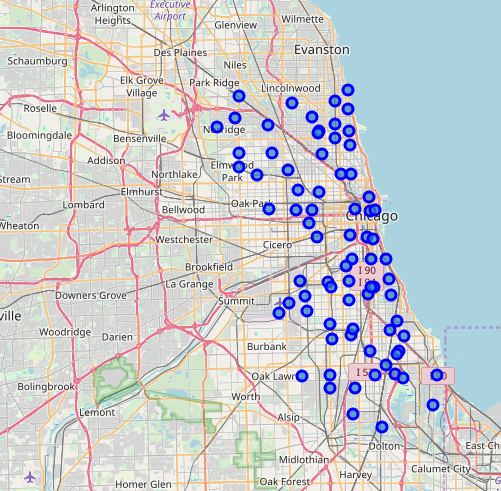 Arlington
Heights
Executive
Airport
Glenview
Wilmette
Evanston
Schaumburg
Des Plaines
Niles
Park Ridge
Elk Grove
Village
Lincolnwood
Roselle
Bloomingdale
Bensenville
Addison
Northlake
Park
Stream
Elmhurst
Lombard
Bellwood
Oak Park
Chicago
Wheaton
Westchester
Cicero
Brookfield
I 90
La Grange
Downers Grove
Summit
ville
Woodridge
Darien
Burbank
Bolingbrook
Oak Lawn
Worth
Lemont
Alsip
Dolton
East Ch
Midlothian
Harvey
Calumet City
Homer Glen
Oak Forest